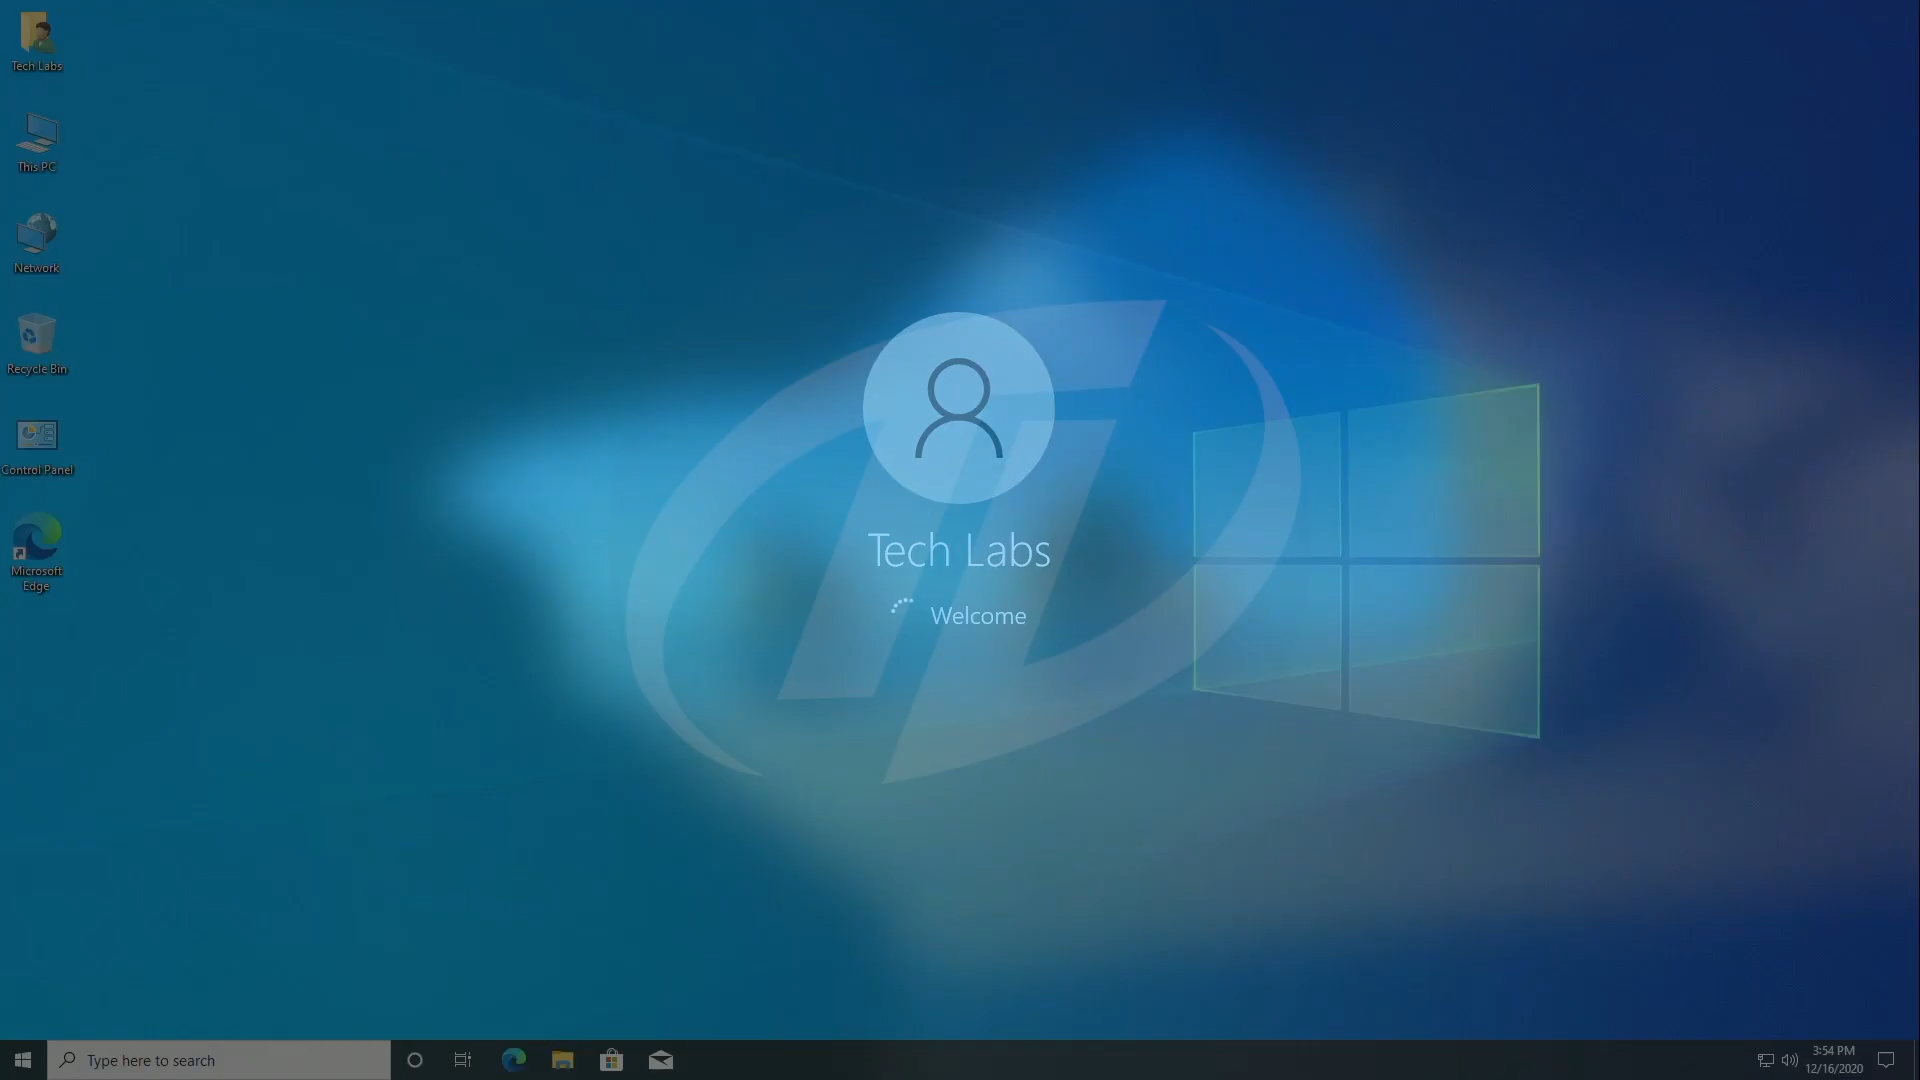 Tech Labs
This PC
Network
Recycle Bin
Control Panel
Microsoft
Edge
Tech Labs
Welcome
Type here to search
3:54 PM
12/16/2020